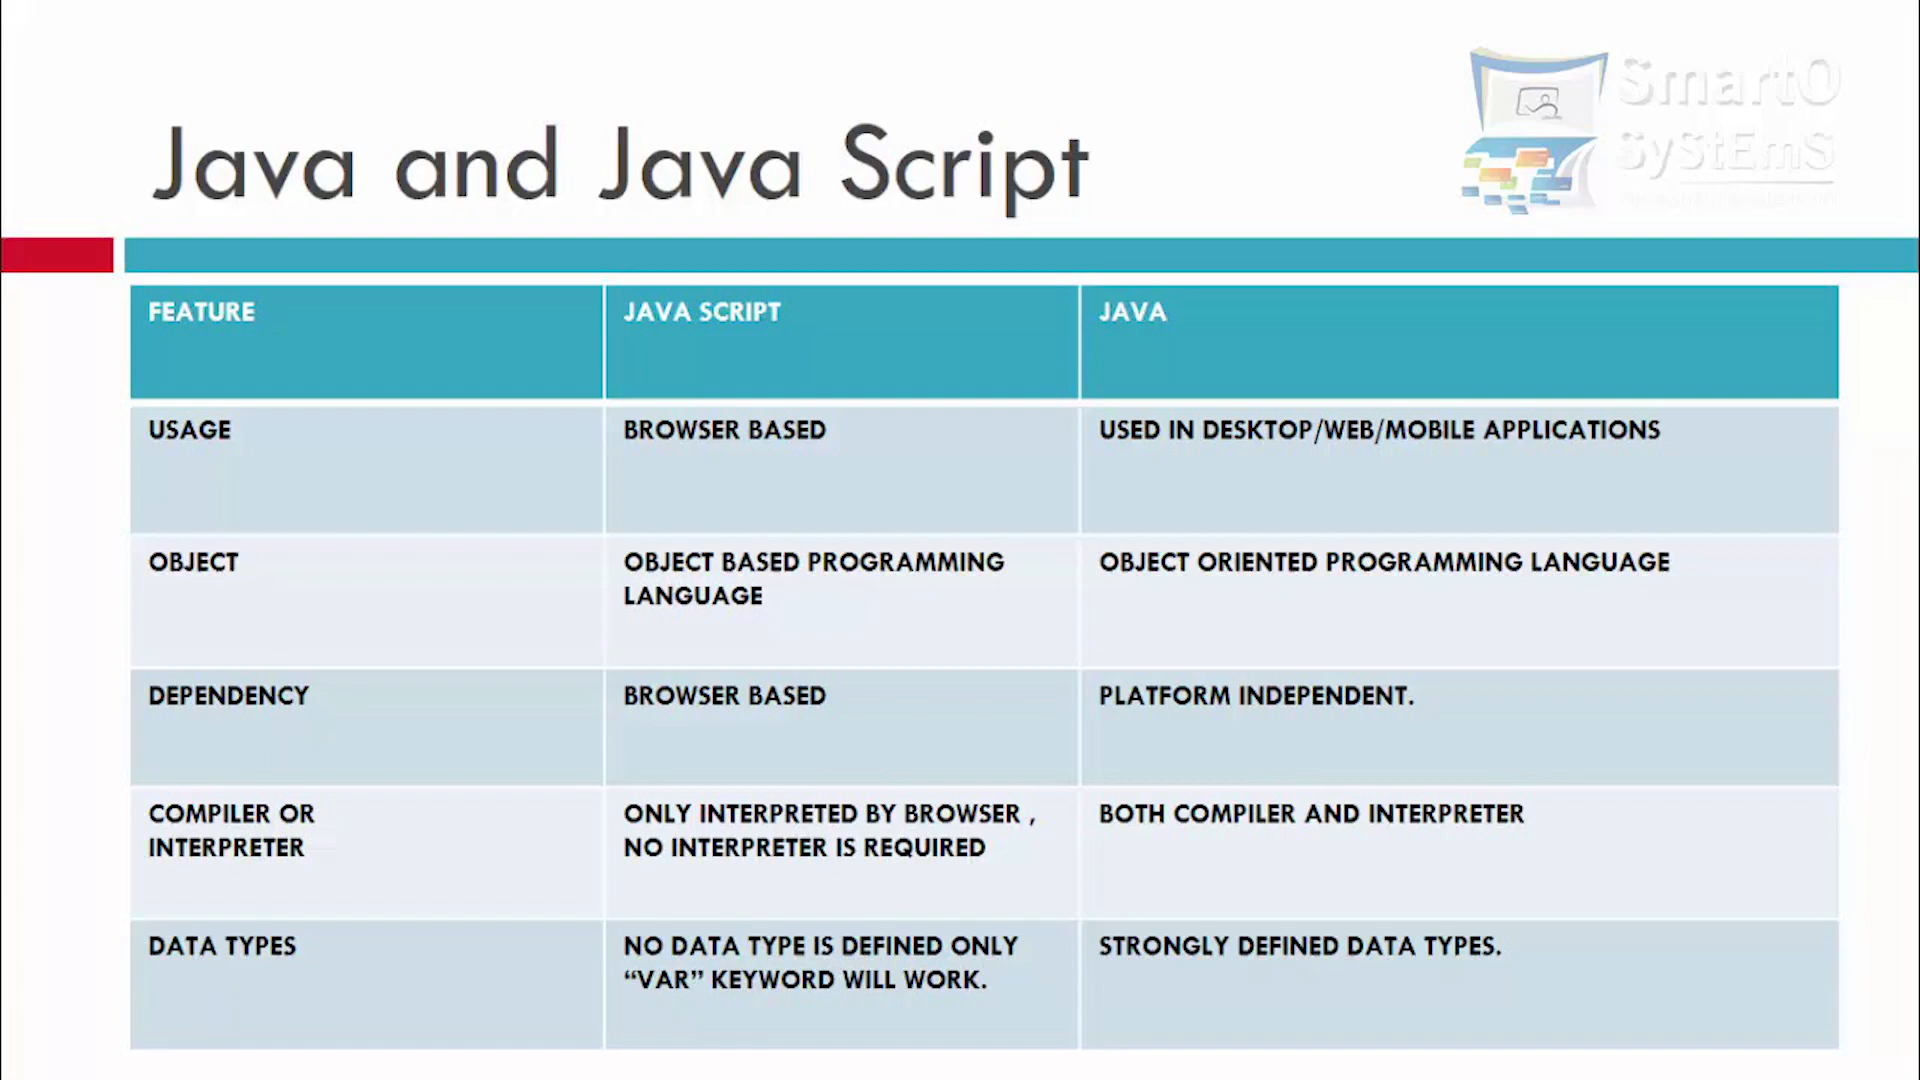 SmartO
SyStEmS
Java and Java Script
FEATURE
JAVA SCRIPT
JAVA
USAGE
BROWSER BASED
USED IN DESKTOP/WEB/MOBILE APPLICATIONS
OBJECT
OBJECT BASED PROGRAMMING
LANGUAGE
OBJECT ORIENTED PROGRAMMING LANGUAGE
DEPENDENCY
BROWSER BASED
PLATFORM INDEPENDENT.
COMPILER OR
INTERPRETER
ONLY INTERPRETED BY BROWSER ,
NO INTERPRETER IS REQUIRED
BOTH COMPILER AND INTERPRETER
DATA TYPES
NO DATA TYPE IS DEFINED ONLY
“VAR” KEYWORD WILL WORK.
STRONGLY DEFINED DATA TYPES.